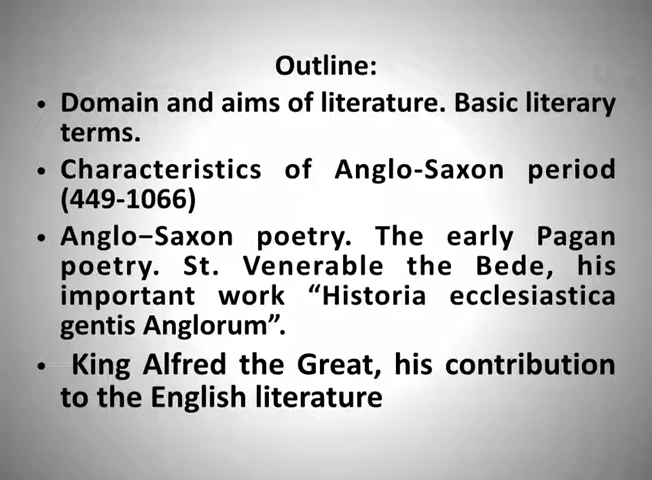 Outline:
• Domain and aims of literature. Basic literary
terms.
• Characteristics of Anglo-Saxon period
(449-1066)
• Anglo–Saxon poetry. The early Pagan
poetry. St. Venerable the Bede, his
important work “Historia ecclesiastica
gentis Anglorum”.
• King Alfred the Great, his contribution
to the English literature